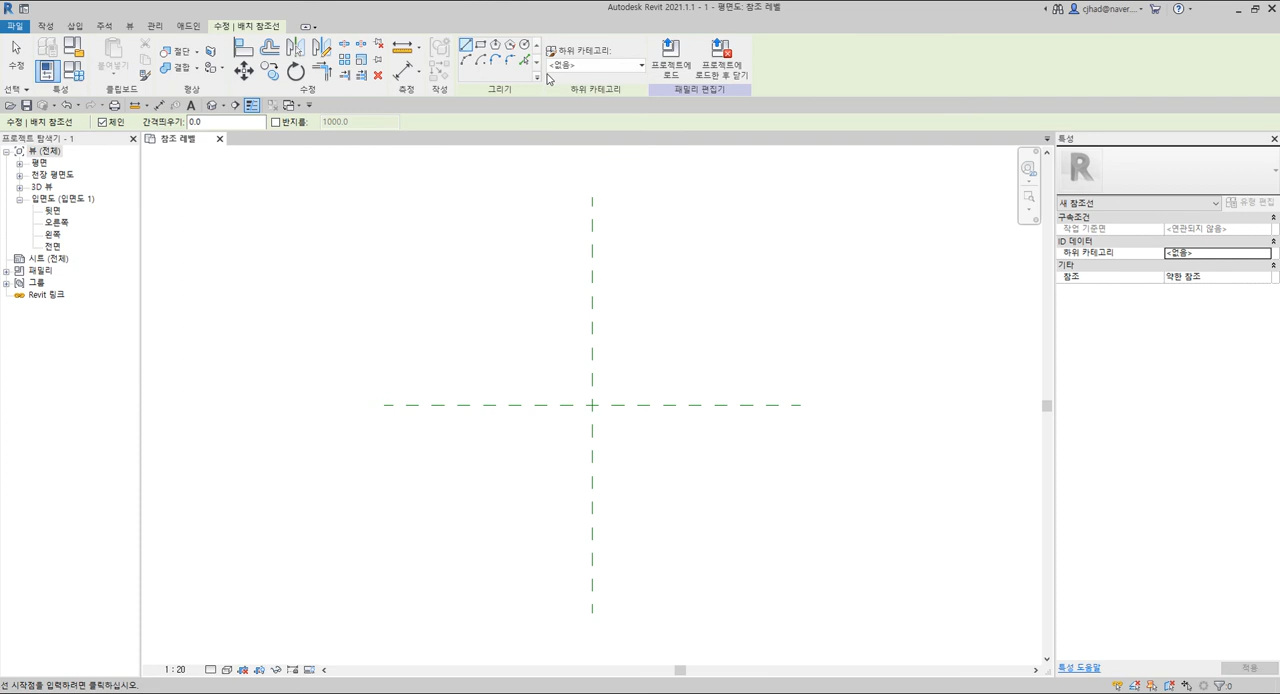 Autodesk Revit 2021.1.1 - 1 - 평면도: 참조 레벨
cjhad@naver....
파일 작성 삽입 주석 뷰 관리 애드인 수정 | 배치 참조선
수정
붙여넣기
절단
결합
하위 카테고리:
<없음>
프로젝트에 로드
프로젝트에 로드한 후 닫기
선택 특성 클립보드 형상 수정 측정 작성 그리기 하위 카테고리 패밀리 편집기
수정 | 배치 참조선 체인 간격띄우기: 0.0 반지름: 1000.0
프로젝트 탐색기 - 1
참조 레벨
특성
뷰 (전체)
평면
천장 평면도
3D 뷰
입면도 (입면도 1)
뒷면
오른쪽
왼쪽
전면
시트 (전체)
패밀리
그룹
Revit 링크
R
새 참조선 유형 편집
구속조건
작업 기준면 <연관되지 않음>
ID 데이터
하위 카테고리 <없음>
기타
참조 약한 참조
1 : 20
특성 도움말 적용
선 시작점을 입력하려면 클릭하십시오.
:0